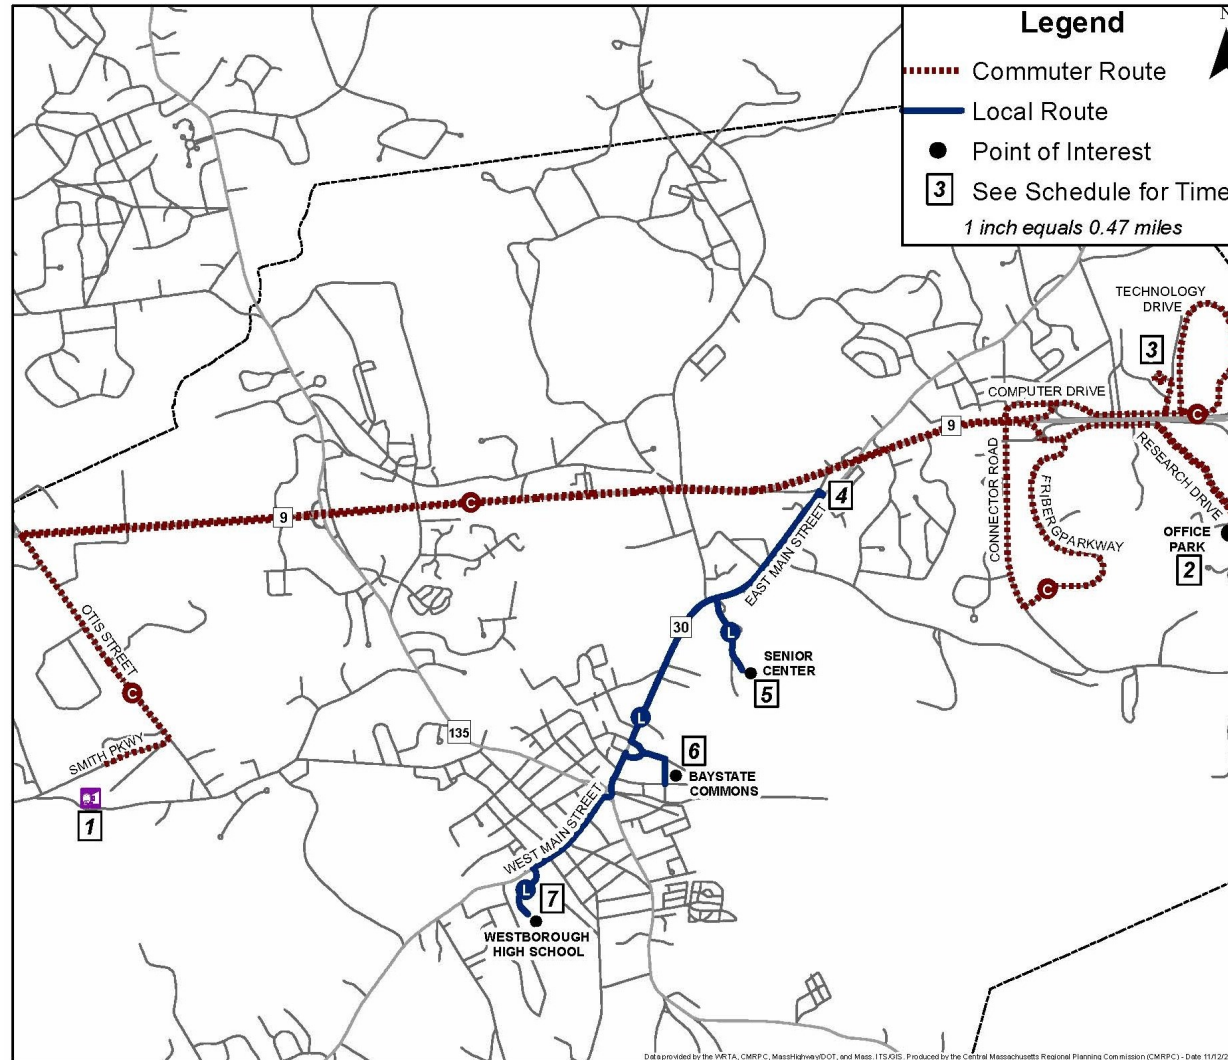 N
Legend
Commuter Route
Local Route
Point of Interest
3 See Schedule for Time
1 inch equals 0.47 miles
TECHNOLOGY
DRIVE
3
COMPUTER DRIVE
C
9
RESEARCH DRIVE
CONNECTOR ROAD
FRIBERGPARKWAY
4
C
9
OFFICE
PARK
2
EAST MAIN STREET
C
OTIS STREET
30
L
SENIOR
CENTER
5
C
L
135
SMITH PKWY
6
BAYSTATE
COMMONS
1
WEST MAIN STREET
L
7
WESTBOROUGH
HIGH SCHOOL
Data provided by the WRTA, CMRPC, MassHighway/DOT, and Mass. ITS/GIS. Produced by the Central Massachusetts Regional Planning Commission (CMRPC) - Date